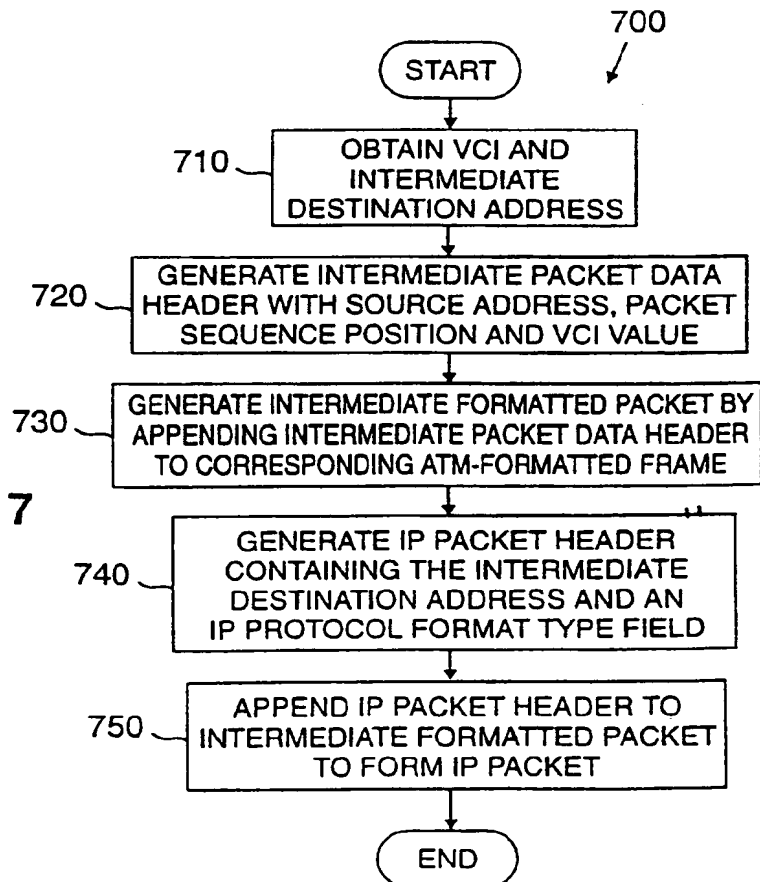 700
START
710
OBTAIN VCI AND
INTERMEDIATE
DESTINATION ADDRESS
720
GENERATE INTERMEDIATE PACKET DATA
HEADER WITH SOURCE ADDRESS, PACKET
SEQUENCE POSITION AND VCI VALUE
730
GENERATE INTERMEDIATE FORMATTED PACKET BY
APPENDING INTERMEDIATE PACKET DATA HEADER
TO CORRESPONDING ATM-FORMATTED FRAME
7
740
GENERATE IP PACKET HEADER
CONTAINING THE INTERMEDIATE
DESTINATION ADDRESS AND AN
IP PROTOCOL FORMAT TYPE FIELD
750
APPEND IP PACKET HEADER TO
INTERMEDIATE FORMATTED PACKET
TO FORM IP PACKET
END